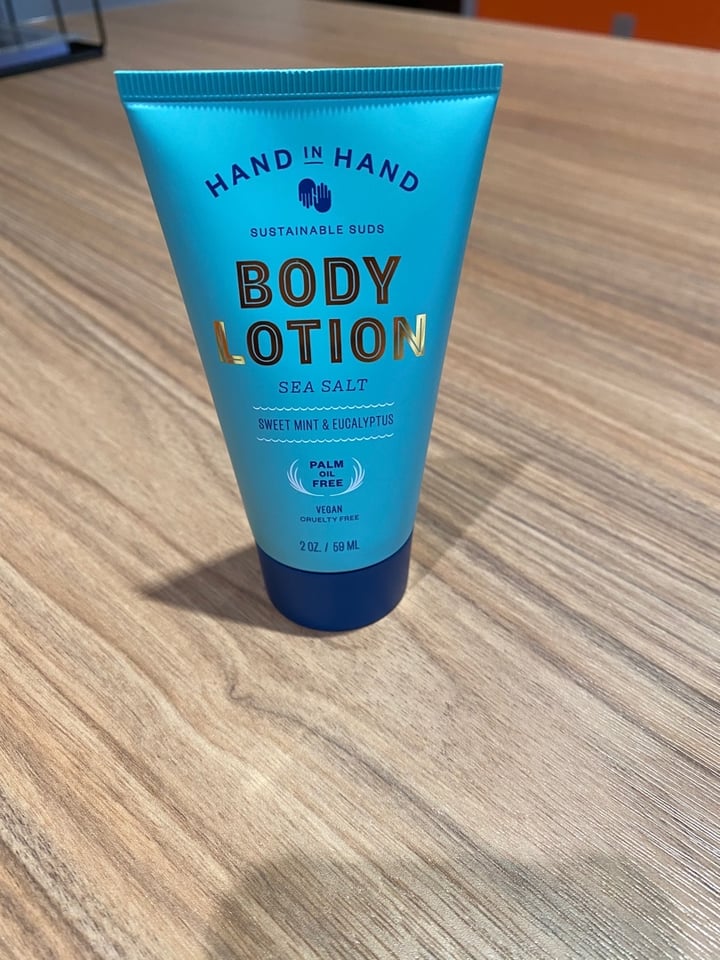 HAND IN HAND
SUSTAINABLE SUDS
BODY
LOTION
SEA SALT
SWEET MINT & EUCALYPTUS
PALM
OIL
FREE
VEGAN
CRUELTY FREE
2 OZ. / 59 ML